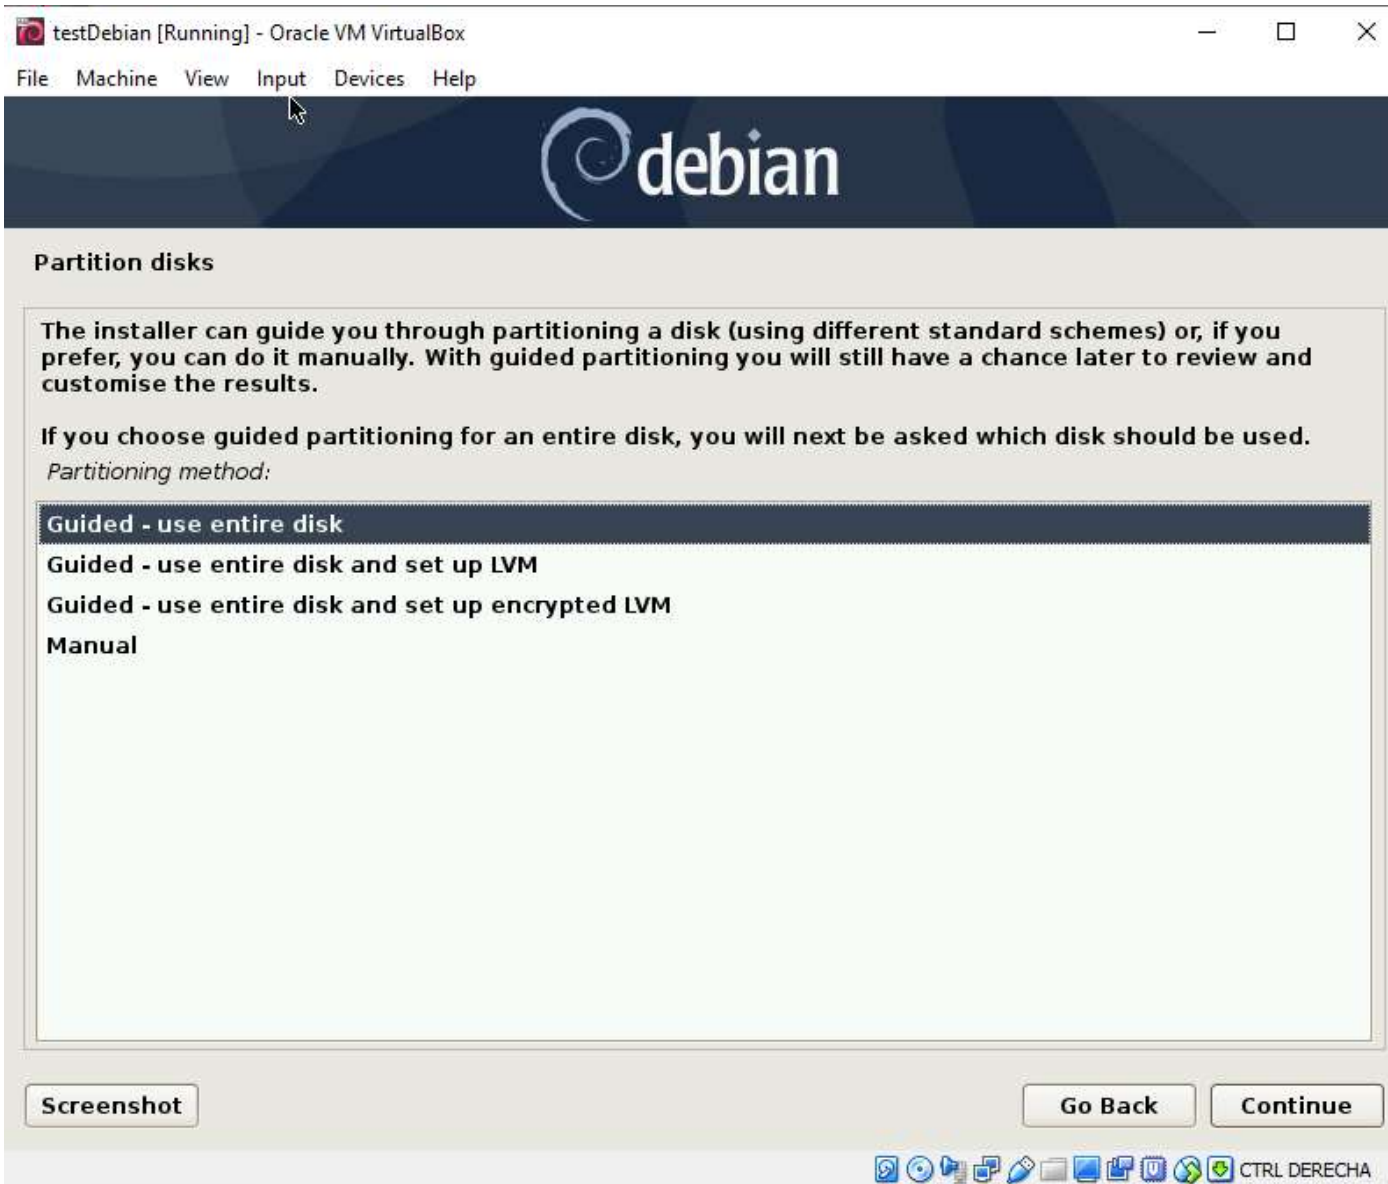 testDebian [Running] - Oracle VM VirtualBox
File Machine View Input Devices Help
debian
Partition disks
The installer can guide you through partitioning a disk (using different standard schemes) or, if you
prefer, you can do it manually. With guided partitioning you will still have a chance later to review and
customise the results.
If you choose guided partitioning for an entire disk, you will next be asked which disk should be used.
Partitioning method:
Guided - use entire disk
Guided - use entire disk and set up LVM
Guided - use entire disk and set up encrypted LVM
Manual
Screenshot Go Back Continue
CTRL DERECHA